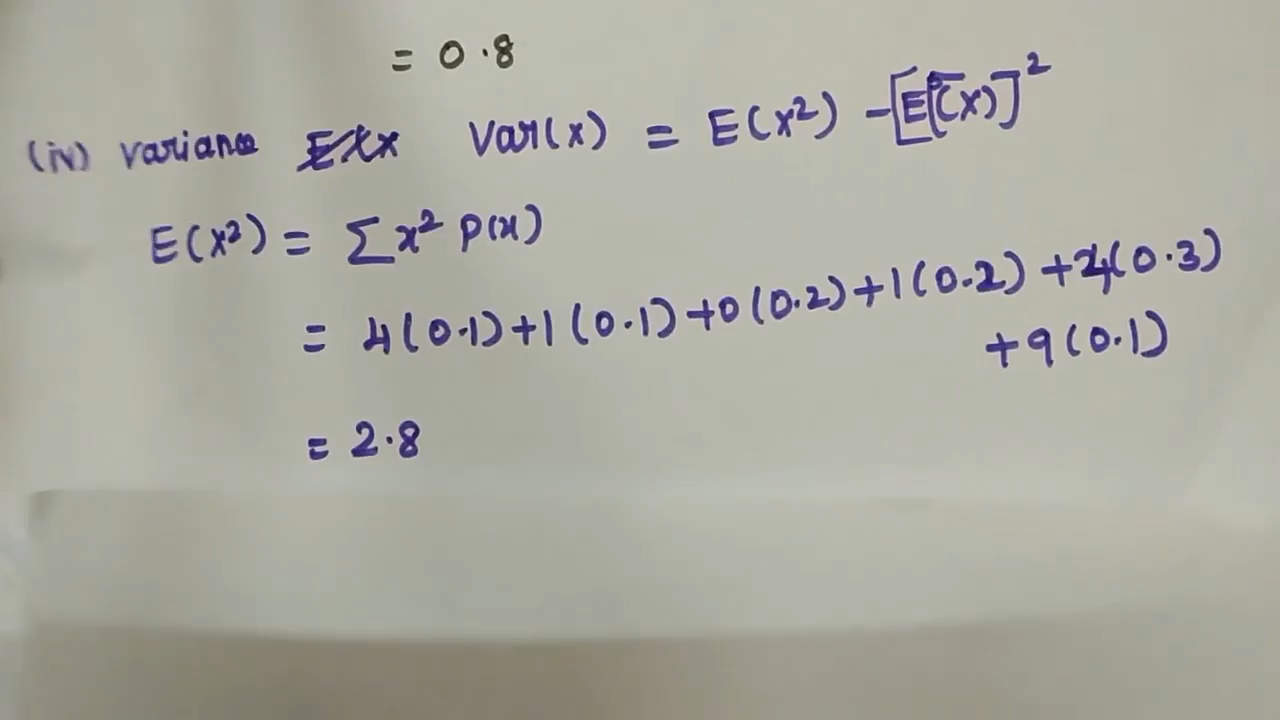 = 0.8
(iv) variance Var(x) = E(x²) - [E(x)]²
E(x²) = Σ x² P(x)
= 4(0.1)+1(0.1)+0(0.2)+1(0.2)+4(0.3)
+9(0.1)
= 2.8